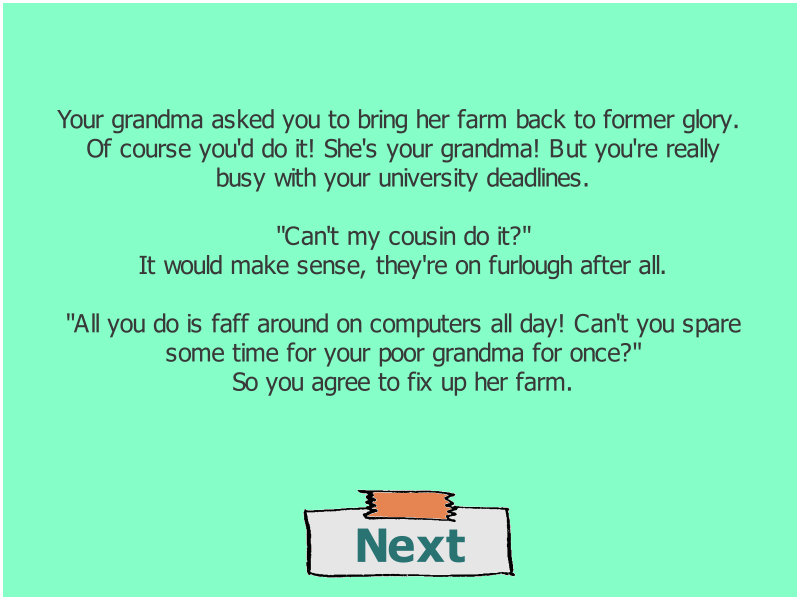 Your grandma asked you to bring her farm back to former glory.
Of course you'd do it! She's your grandma! But you're really
busy with your university deadlines.
"Can't my cousin do it?"
It would make sense, they're on furlough after all.
"All you do is faff around on computers all day! Can't you spare
some time for your poor grandma for once?"
So you agree to fix up her farm.
Next